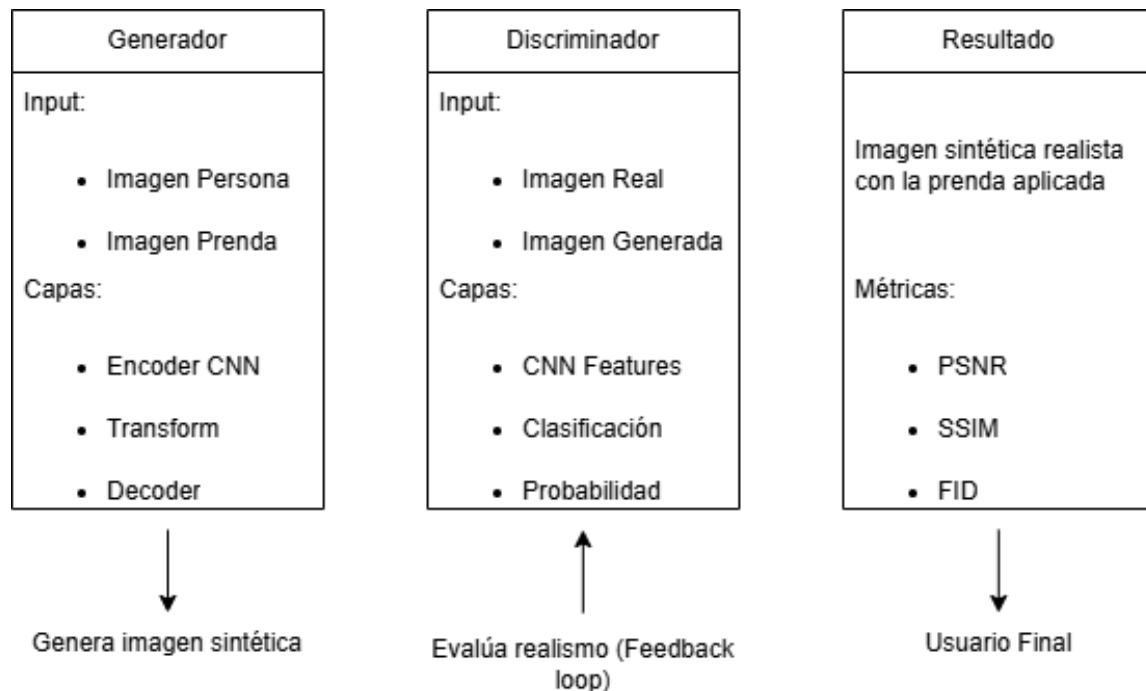 Generador
Input:
Imagen Persona
Imagen Prenda
Capas:
Encoder CNN
Transform
Decoder
Genera imagen sintética
Discriminador
Input:
Imagen Real
Imagen Generada
Capas:
CNN Features
Clasificación
Probabilidad
Evalúa realismo (Feedback
loop)
Resultado
Imagen sintética realista
con la prenda aplicada
Métricas:
PSNR
SSIM
FID
Usuario Final